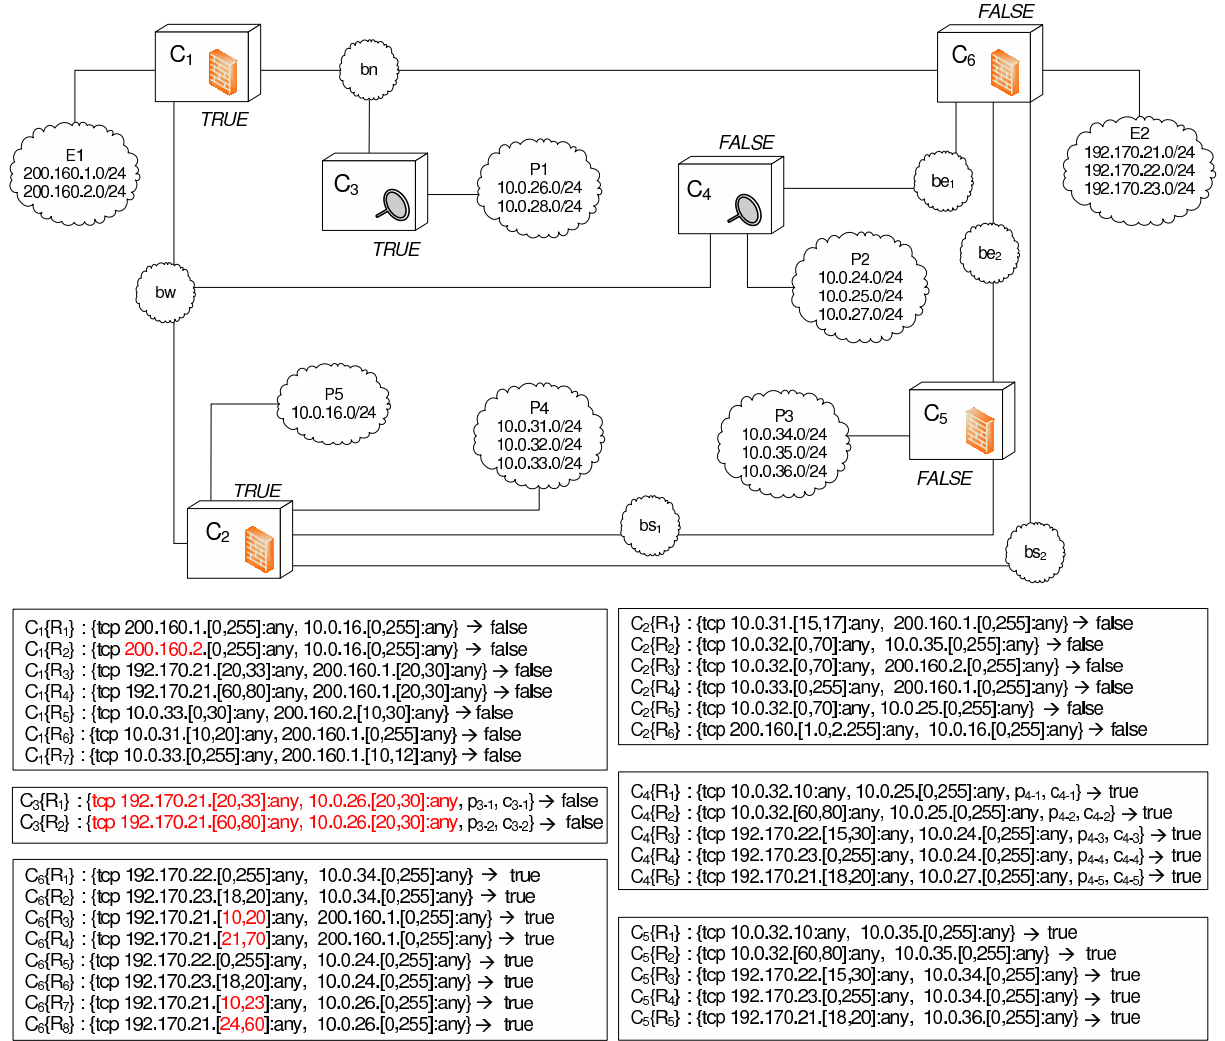 FALSE
C1
bn
C6
TRUE
E1
200.160.1.0/24
200.160.2.0/24
FALSE
E2
192.170.21.0/24
192.170.22.0/24
192.170.23.0/24
C3
P1
10.0.26.0/24
10.0.28.0/24
C4
be1
TRUE
be2
bw
P2
10.0.24.0/24
10.0.25.0/24
10.0.27.0/24
P5
10.0.16.0/24
P4
10.0.31.0/24
10.0.32.0/24
10.0.33.0/24
P3
10.0.34.0/24
10.0.35.0/24
10.0.36.0/24
C5
FALSE
TRUE
C2
bs1
bs2
C1{R1} : {tcp 200.160.1.[0,255]:any, 10.0.16.[0,255]:any} → false
C1{R2} : {tcp 200.160.2.[0,255]:any, 10.0.16.[0,255]:any} → false
C1{R3} : {tcp 192.170.21.[20,33]:any, 200.160.1.[20,30]:any} → false
C1{R4} : {tcp 192.170.21.[60,80]:any, 200.160.1.[20,30]:any} → false
C1{R5} : {tcp 10.0.33.[0,30]:any, 200.160.2.[10,30]:any} → false
C1{R6} : {tcp 10.0.31.[10,20]:any, 200.160.1.[0,255]:any} → false
C1{R7} : {tcp 10.0.33.[0,255]:any, 200.160.1.[10,12]:any} → false
C2{R1} : {tcp 10.0.31.[15,17]:any, 200.160.1.[0,255]:any} → false
C2{R2} : {tcp 10.0.32.[0,70]:any, 10.0.35.[0,255]:any} → false
C2{R3} : {tcp 10.0.32.[0,70]:any, 200.160.2.[0,255]:any} → false
C2{R4} : {tcp 10.0.33.[0,255]:any, 200.160.1.[0,255]:any} → false
C2{R5} : {tcp 10.0.32.[0,70]:any, 10.0.25.[0,255]:any} → false
C2{R6} : {tcp 200.160.[1.0,2.255]:any, 10.0.16.[0,255]:any} → false
C3{R1} : {tcp 192.170.21.[20,33]:any, 10.0.26.[20,30]:any, p3-1, c3-1} → false
C3{R2} : {tcp 192.170.21.[60,80]:any, 10.0.26.[20,30]:any, p3-2, c3-2} → false
C4{R1} : {tcp 10.0.32.10:any, 10.0.25.[0,255]:any, p4-1, c4-1} → true
C4{R2} : {tcp 10.0.32.[60,80]:any, 10.0.25.[0,255]:any, p4-2, c4-2} → true
C4{R3} : {tcp 192.170.22.[15,30]:any, 10.0.24.[0,255]:any, p4-3, c4-3} → true
C4{R4} : {tcp 192.170.23.[0,255]:any, 10.0.24.[0,255]:any, p4-4, c4-4} → true
C4{R5} : {tcp 192.170.21.[18,20]:any, 10.0.27.[0,255]:any, p4-5, c4-5} → true
C6{R1} : {tcp 192.170.22.[0,255]:any, 10.0.34.[0,255]:any} → true
C6{R2} : {tcp 192.170.23.[18,20]:any, 10.0.34.[0,255]:any} → true
C6{R3} : {tcp 192.170.21.[10,20]:any, 200.160.1.[0,255]:any} → true
C6{R4} : {tcp 192.170.21.[21,70]:any, 200.160.1.[0,255]:any} → true
C6{R5} : {tcp 192.170.22.[0,255]:any, 10.0.24.[0,255]:any} → true
C6{R6} : {tcp 192.170.23.[18,20]:any, 10.0.24.[0,255]:any} → true
C6{R7} : {tcp 192.170.21.[10,23]:any, 10.0.26.[0,255]:any} → true
C6{R8} : {tcp 192.170.21.[24,60]:any, 10.0.26.[0,255]:any} → true
C5{R1} : {tcp 10.0.32.10:any, 10.0.35.[0,255]:any} → true
C5{R2} : {tcp 10.0.32.[60,80]:any, 10.0.35.[0,255]:any} → true
C5{R3} : {tcp 192.170.22.[15,30]:any, 10.0.34.[0,255]:any} → true
C5{R4} : {tcp 192.170.23.[0,255]:any, 10.0.34.[0,255]:any} → true
C5{R5} : {tcp 192.170.21.[18,20]:any, 10.0.36.[0,255]:any} → true